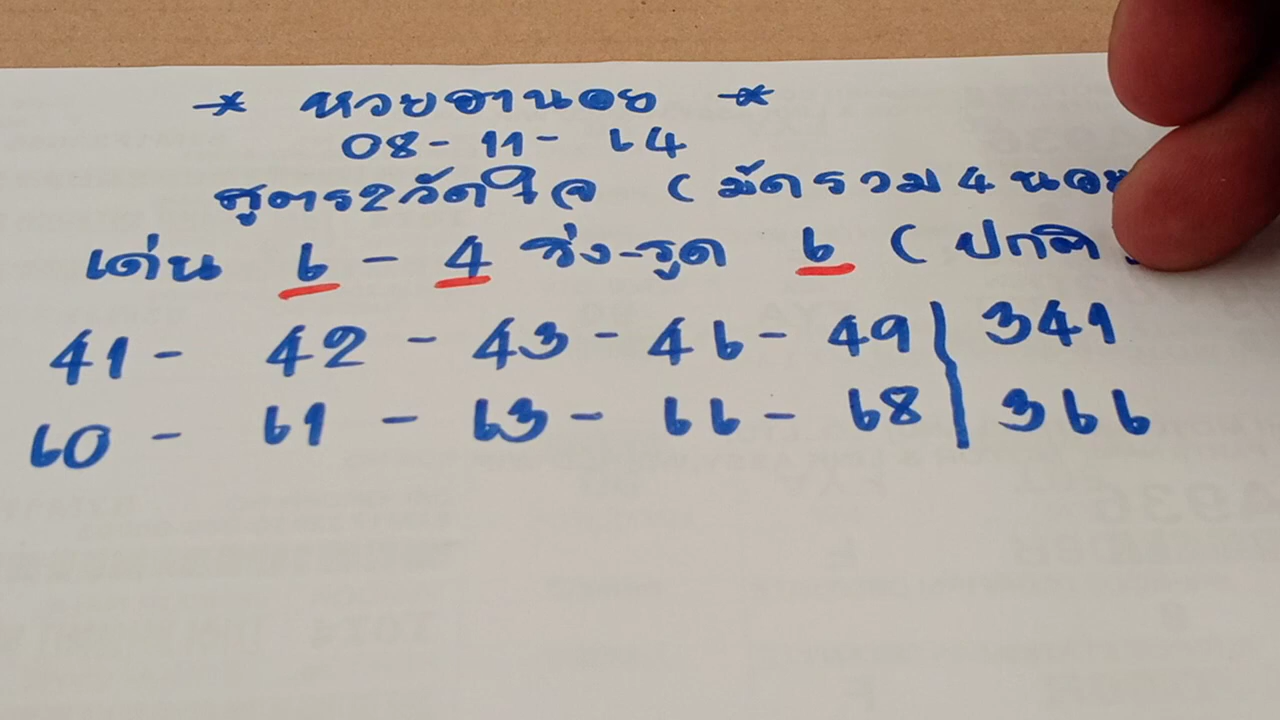 * หวยฮานอย *
08-11-64
สูตร2วัดใจ (มัดรวม4นอย
เด่น 6-4 วิ่ง-รูด 6 (ปกติ
41- 42-43-46-49 | 341
60-61-63-66-68 | 366